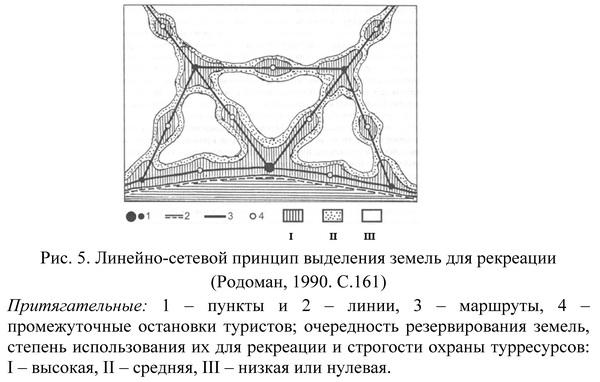 1 2 3 4
I II III
Рис. 5. Линейно-сетевой принцип выделения земель для рекреации
(Родоман, 1990. С.161)
Притягательные: 1 – пункты и 2 – линии, 3 – маршруты, 4 –
промежуточные остановки туристов; очередность резервирования земель,
степень использования их для рекреации и строгости охраны турресурсов:
I – высокая, II – средняя, III – низкая или нулевая.